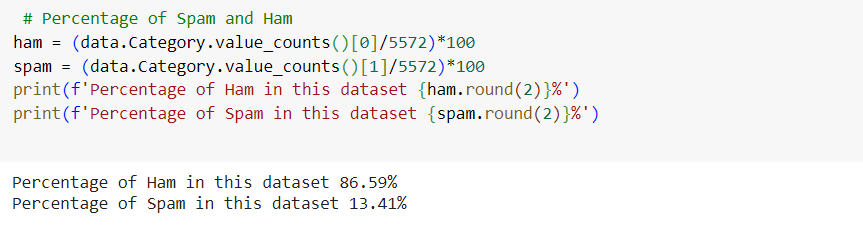 # Percentage of Spam and Ham
ham = (data.Category.value_counts()[0]/5572)*100
spam = (data.Category.value_counts()[1]/5572)*100
print(f'Percentage of Ham in this dataset {ham.round(2)}%')
print(f'Percentage of Spam in this dataset {spam.round(2)}%')
Percentage of Ham in this dataset 86.59%
Percentage of Spam in this dataset 13.41%